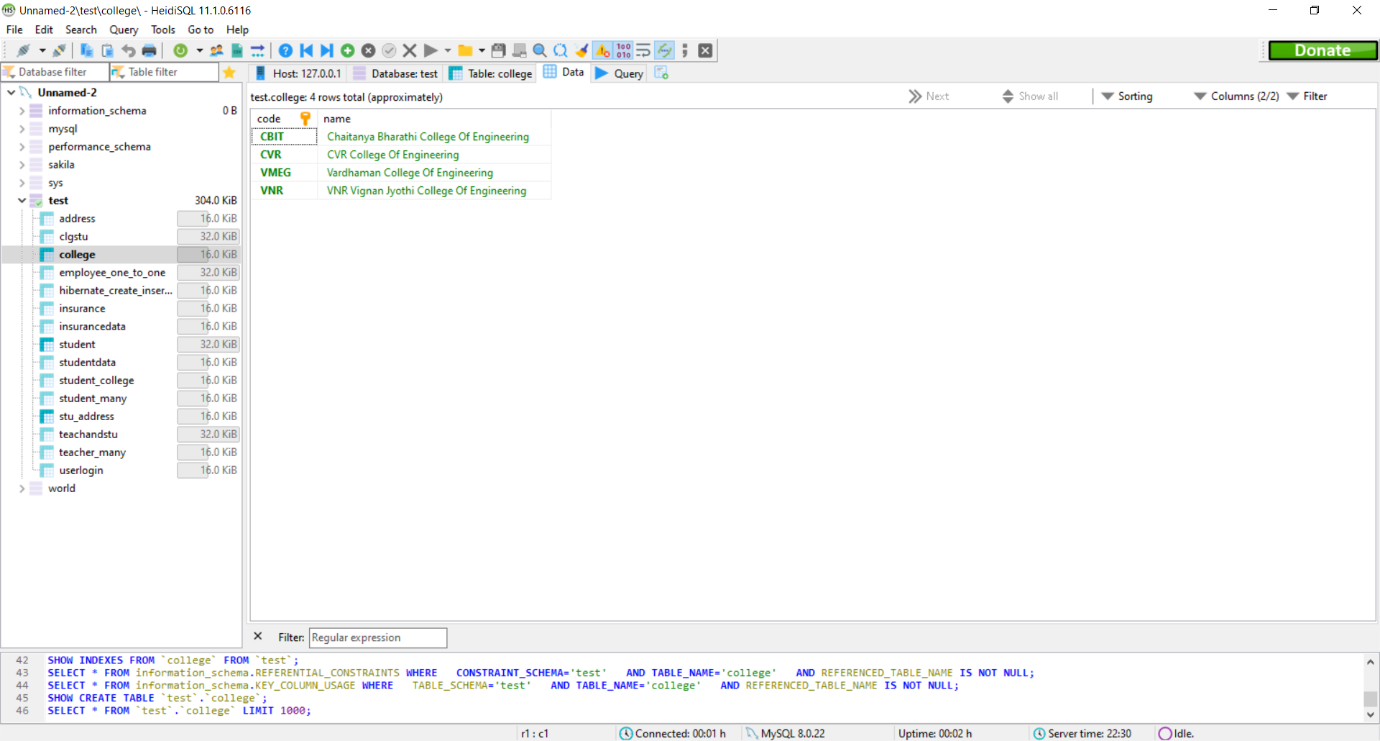 HS Unnamed-2\test\college\ - HeidiSQL 11.1.0.6116
File Edit Search Query Tools Go to Help
Donate
Database filter Table filter Host: 127.0.0.1 Database: test Table: college Data Query
Unnamed-2
information_schema 0 B
mysql
performance_schema
sakila
sys
test 304.0 KiB
address 16.0 KiB
clgstu 32.0 KiB
college 16.0 KiB
employee_one_to_one 32.0 KiB
hibernate_create_inser... 16.0 KiB
insurance 16.0 KiB
insurancedata 16.0 KiB
student 32.0 KiB
studentdata 16.0 KiB
student_college 16.0 KiB
student_many 16.0 KiB
stu_address 16.0 KiB
teachandstu 32.0 KiB
teacher_many 16.0 KiB
userlogin 16.0 KiB
world
test.college: 4 rows total (approximately) Next Show all Sorting Columns (2/2) Filter
code name
CBIT Chaitanya Bharathi College Of Engineering
CVR CVR College Of Engineering
VMEG Vardhaman College Of Engineering
VNR VNR Vignan Jyothi College Of Engineering
Filter: Regular expression
42 SHOW INDEXES FROM `college` FROM `test`;
43 SELECT * FROM information_schema.REFERENTIAL_CONSTRAINTS WHERE CONSTRAINT_SCHEMA='test' AND TABLE_NAME='college' AND REFERENCED_TABLE_NAME IS NOT NULL;
44 SELECT * FROM information_schema.KEY_COLUMN_USAGE WHERE TABLE_SCHEMA='test' AND TABLE_NAME='college' AND REFERENCED_TABLE_NAME IS NOT NULL;
45 SHOW CREATE TABLE `test`.`college`;
46 SELECT * FROM `test`.`college` LIMIT 1000;
r1 : c1 Connected: 00:01 h MySQL 8.0.22 Uptime: 00:02 h Server time: 22:30 Idle.